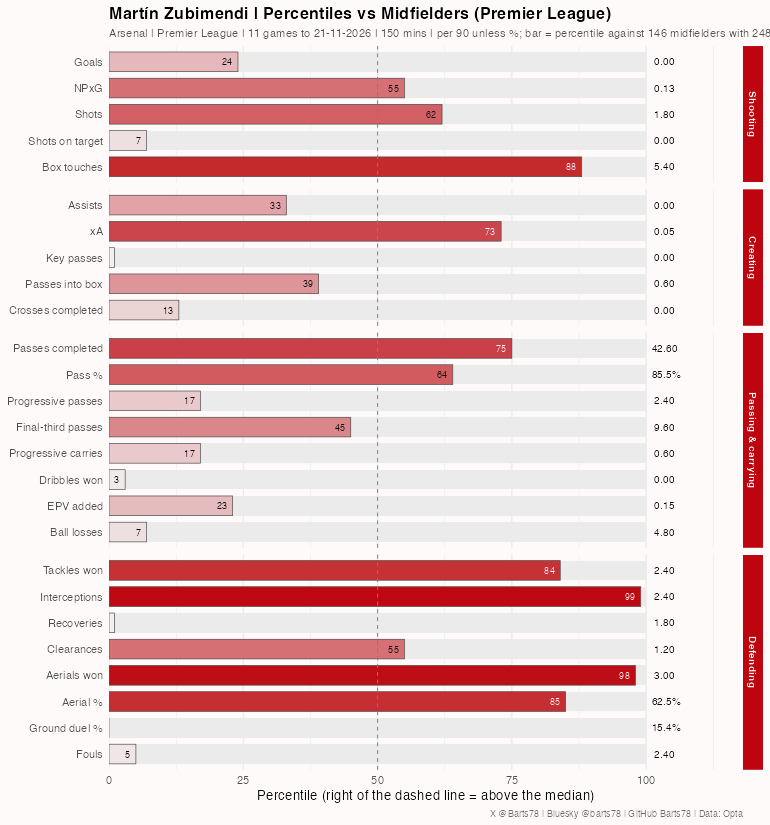 Martín Zubimendi | Percentiles vs Midfielders (Premier League)
Arsenal | Premier League | 11 games to 21-11-2026 | 150 mins | per 90 unless %; bar = percentile against 146 midfielders with 248
Goals 24 0.00
NPxG 55 0.13
Shots 62 1.80
Shots on target 7 0.00
Box touches 88 5.40
Shooting
Assists 33 0.00
xA 73 0.05
Key passes 0.00
Passes into box 39 0.60
Crosses completed 13 0.00
Creating
Passes completed 75 42.60
Pass % 64 85.5%
Progressive passes 17 2.40
Final-third passes 45 9.60
Progressive carries 17 0.60
Dribbles won 3 0.00
EPV added 23 0.15
Ball losses 7 4.80
Passing & carrying
Tackles won 84 2.40
Interceptions 99 2.40
Recoveries 1.80
Clearances 55 1.20
Aerials won 98 3.00
Aerial % 85 62.5%
Ground duel % 15.4%
Fouls 5 2.40
Defending
0 25 50 75 100
Percentile (right of the dashed line = above the median)
X @Barts78 | Bluesky @barts78 | GitHub Barts78 | Data: Opta